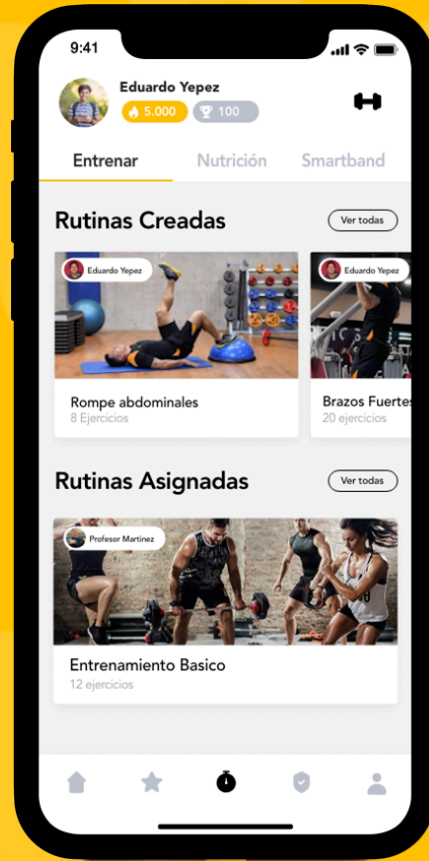 9:41
Eduardo Yepez
5.000
100
Entrenar
Nutrición
Smartband
Rutinas Creadas
Ver todas
Eduardo Yepez
Eduardo Yepez
Rompe abdominales
8 Ejercicios
Brazos Fuertes
20 ejercicios
Rutinas Asignadas
Ver todas
Profesor Martinez
Entrenamiento Basico
12 ejercicios